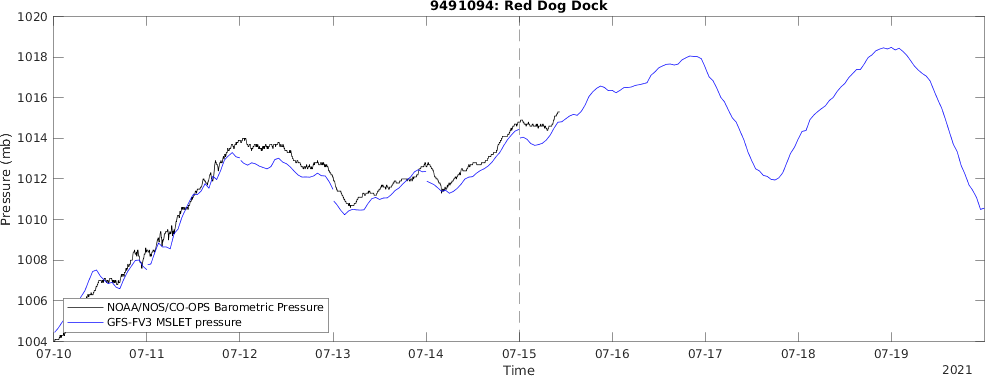 9491094: Red Dog Dock
Pressure (mb)
1020
1018
1016
1014
1012
1010
1008
1006
1004
NOAA/NOS/CO-OPS Barometric Pressure
GFS-FV3 MSLET pressure
07-10 07-11 07-12 07-13 07-14 07-15 07-16 07-17 07-18 07-19
Time
2021